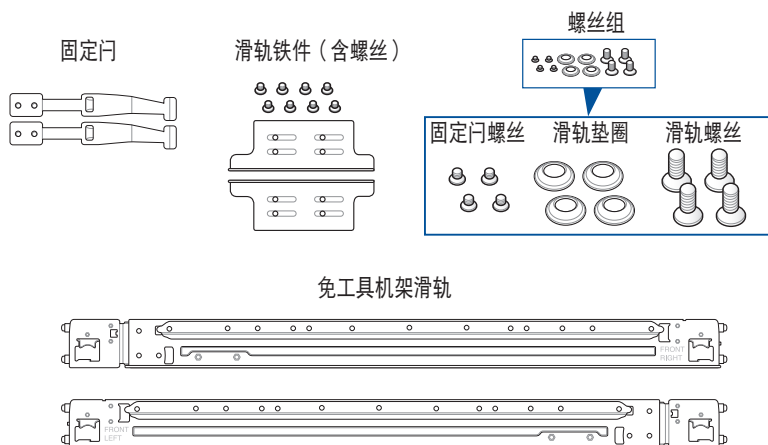 螺丝组
固定闩
滑轨铁件（含螺丝）
固定闩螺丝
滑轨垫圈
滑轨螺丝
免工具机架滑轨
FRONT
RIGHT
FRONT
LEFT